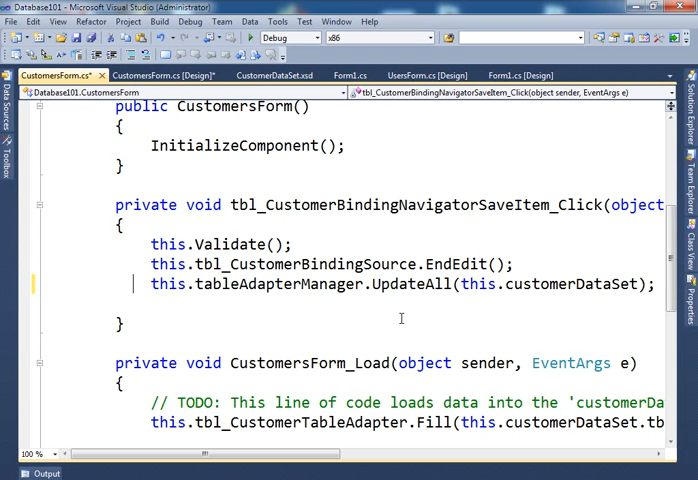 Database101 - Microsoft Visual Studio (Administrator)
File Edit View Refactor Project Build Debug Team Data Tools Architecture Test Analyze Window Help
Debug x86
CustomersForm.cs* CustomersForm.cs [Design]* CustomerDataSet.xsd Form1.cs UsersForm.cs [Design] Form1.cs [Design]
Database101.CustomersForm tbl_CustomerBindingNavigatorSaveItem_Click(object sender, EventArgs e)
public CustomersForm()
{
InitializeComponent();
}
private void tbl_CustomerBindingNavigatorSaveItem_Click(object
{
this.Validate();
this.tbl_CustomerBindingSource.EndEdit();
this.tableAdapterManager.UpdateAll(this.customerDataSet);
}
private void CustomersForm_Load(object sender, EventArgs e)
{
// TODO: This line of code loads data into the 'customerDa
this.tbl_CustomerTableAdapter.Fill(this.customerDataSet.tb
100 %
Output
Data Sources
Toolbox
Solution Explorer
Team Explorer
Class View
Properties